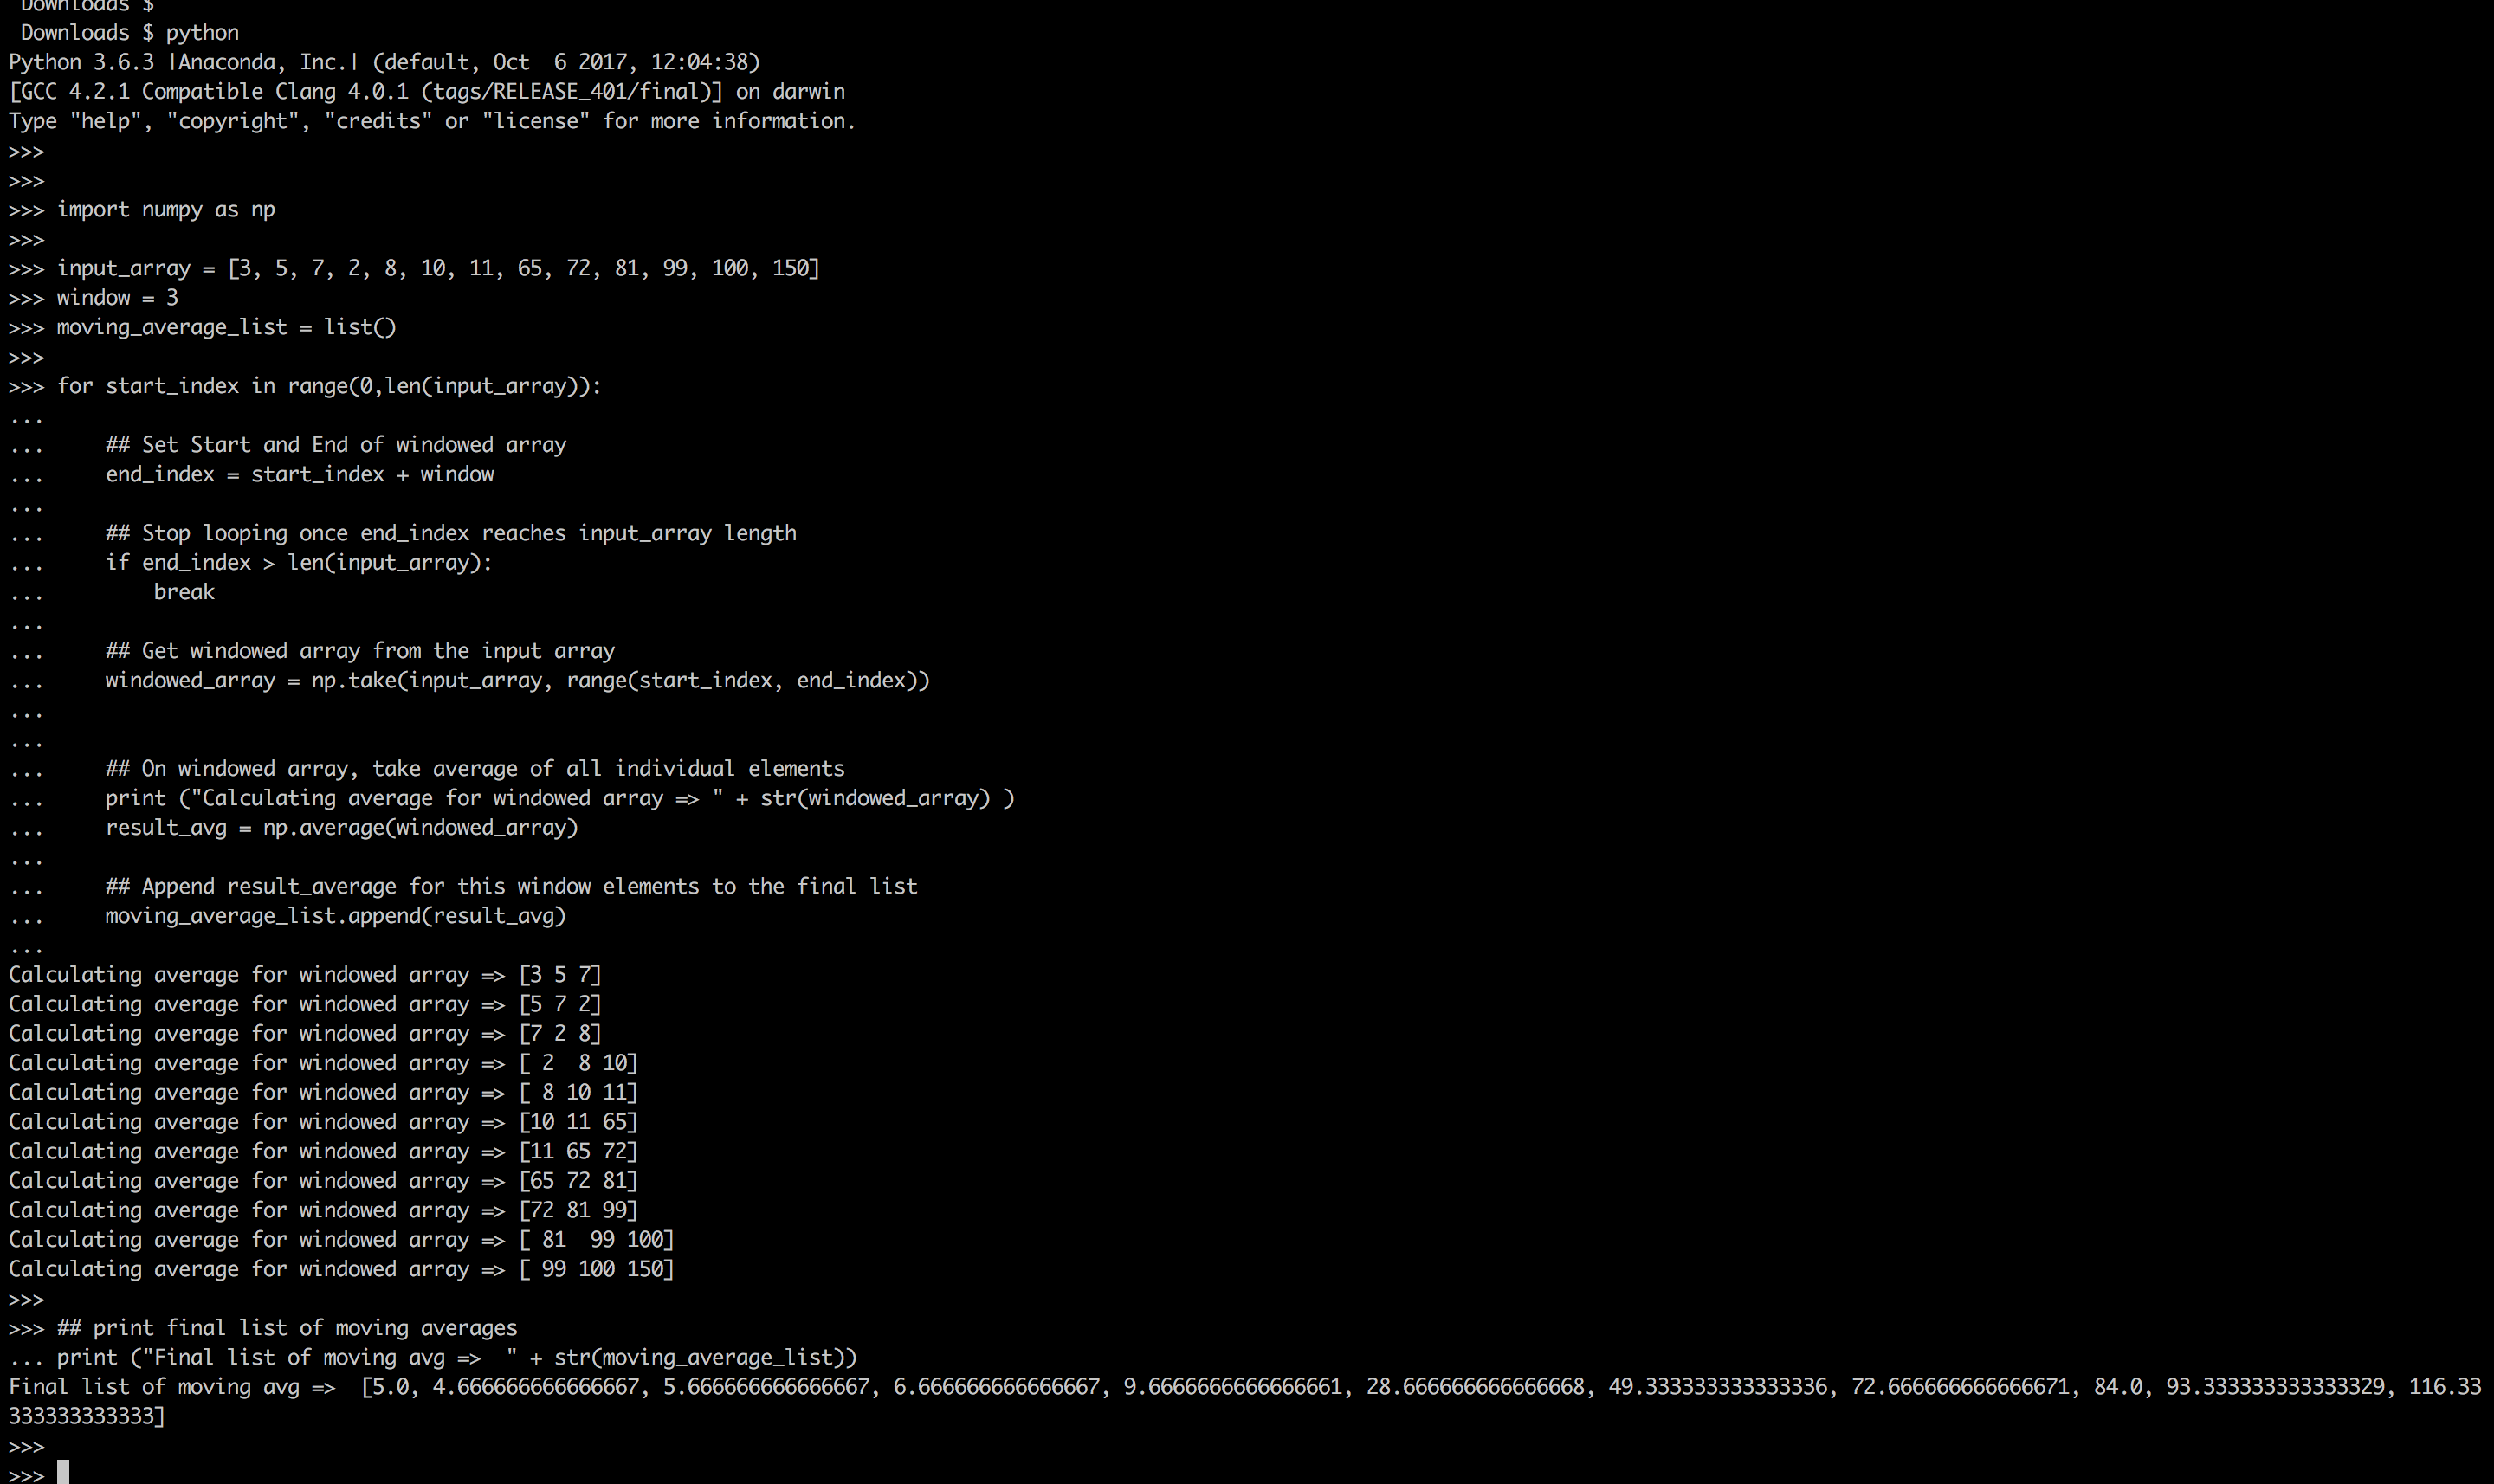 Downloads $
Downloads $ python
Python 3.6.3 |Anaconda, Inc.| (default, Oct  6 2017, 12:04:38)
[GCC 4.2.1 Compatible Clang 4.0.1 (tags/RELEASE_401/final)] on darwin
Type "help", "copyright", "credits" or "license" for more information.
>>>
>>>
>>> import numpy as np
>>>
>>> input_array = [3, 5, 7, 2, 8, 10, 11, 65, 72, 81, 99, 100, 150]
>>> window = 3
>>> moving_average_list = list()
>>>
>>> for start_index in range(0,len(input_array)):
...
...     ## Set Start and End of windowed array
...     end_index = start_index + window
...
...     ## Stop looping once end_index reaches input_array length
...     if end_index > len(input_array):
...         break
...
...     ## Get windowed array from the input array
...     windowed_array = np.take(input_array, range(start_index, end_index))
...
...
...     ## On windowed array, take average of all individual elements
...     print ("Calculating average for windowed array => " + str(windowed_array) )
...     result_avg = np.average(windowed_array)
...
...     ## Append result_average for this window elements to the final list
...     moving_average_list.append(result_avg)
...
Calculating average for windowed array => [3 5 7]
Calculating average for windowed array => [5 7 2]
Calculating average for windowed array => [7 2 8]
Calculating average for windowed array => [ 2  8 10]
Calculating average for windowed array => [ 8 10 11]
Calculating average for windowed array => [10 11 65]
Calculating average for windowed array => [11 65 72]
Calculating average for windowed array => [65 72 81]
Calculating average for windowed array => [72 81 99]
Calculating average for windowed array => [ 81  99 100]
Calculating average for windowed array => [ 99 100 150]
>>>
>>> ## print final list of moving averages
... print ("Final list of moving avg =>  " + str(moving_average_list))
Final list of moving avg =>  [5.0, 4.666666666666667, 5.666666666666667, 6.666666666666667, 9.6666666666666661, 28.666666666666668, 49.333333333333336, 72.666666666666671, 84.0, 93.333333333333329, 116.33
333333333333]
>>>
>>>